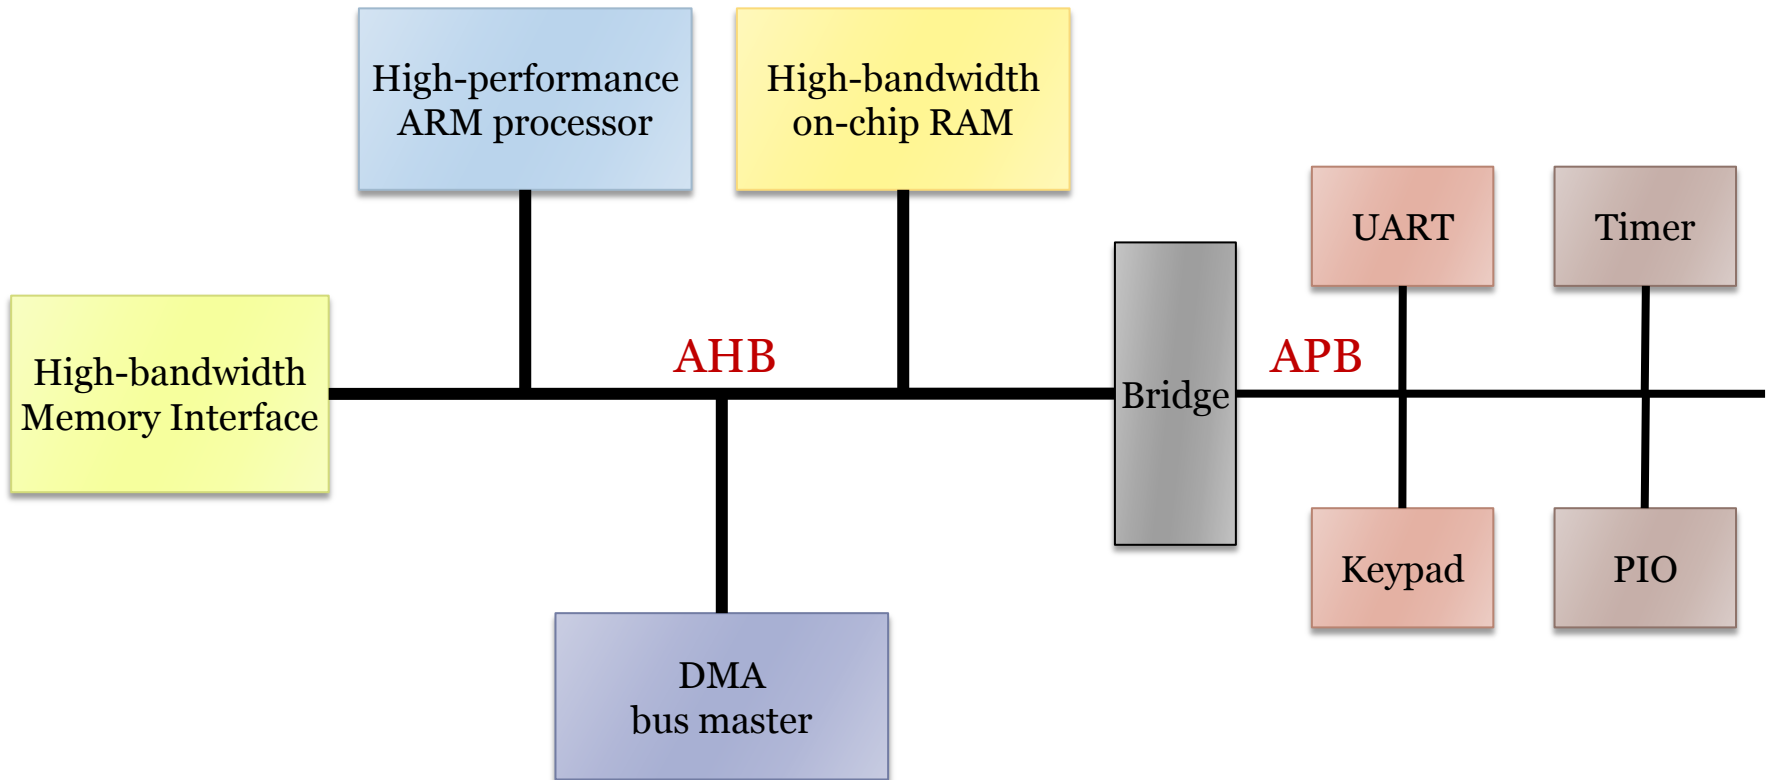 High-performance
ARM processor
High-bandwidth
on-chip RAM
UART
Timer
High-bandwidth
Memory Interface
AHB
Bridge
APB
Keypad
PIO
DMA
bus master